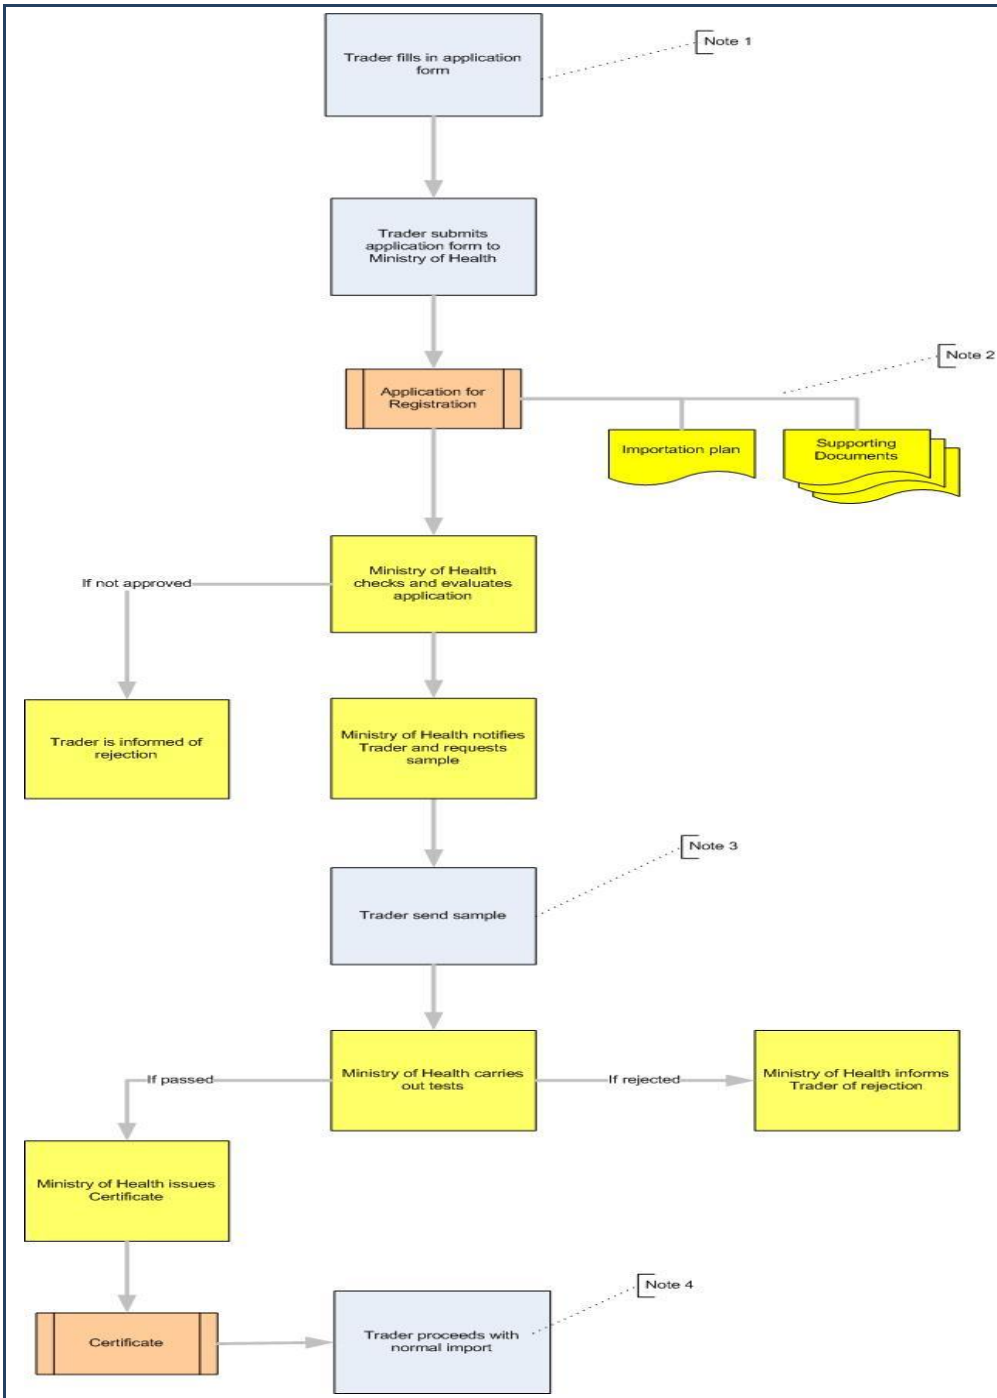 Trader fills in application
form
Note 1
Trader submits
application form to
Ministry of Health
Note 2
Application for
Registration
Importation plan
Supporting
Documents
Ministry of Health
checks and evaluates
application
If not approved
Trader is informed of
rejection
Ministry of Health notifies
Trader and requests
sample
Note 3
Trader send sample
Ministry of Health carries
out tests
If passed
If rejected
Ministry of Health informs
Trader of rejection
Ministry of Health issues
Certificate
Note 4
Certificate
Trader proceeds with
normal import